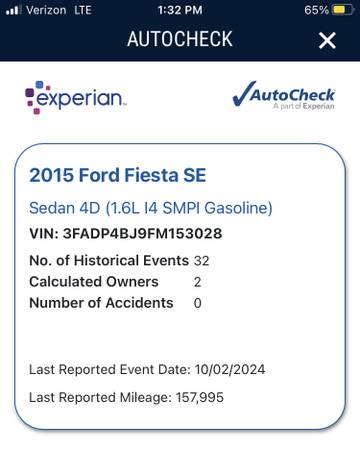 Verizon LTE 1:32 PM 65%
AUTOCHECK
experian™
AutoCheck
A part of Experian
2015 Ford Fiesta SE
Sedan 4D (1.6L I4 SMPI Gasoline)
VIN: 3FADP4BJ9FM153028
No. of Historical Events 32
Calculated Owners 2
Number of Accidents 0
Last Reported Event Date: 10/02/2024
Last Reported Mileage: 157,995